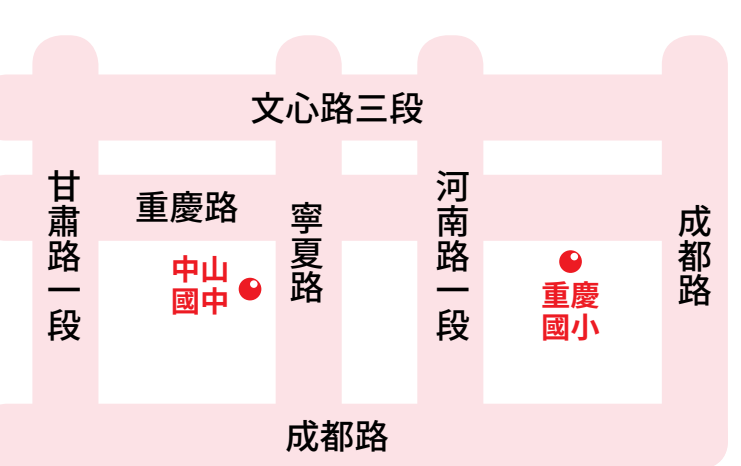 文心路三段
甘肅路一段
重慶路
寧夏路
河南路一段
成都路
中山
國中
重慶
國小
成都路